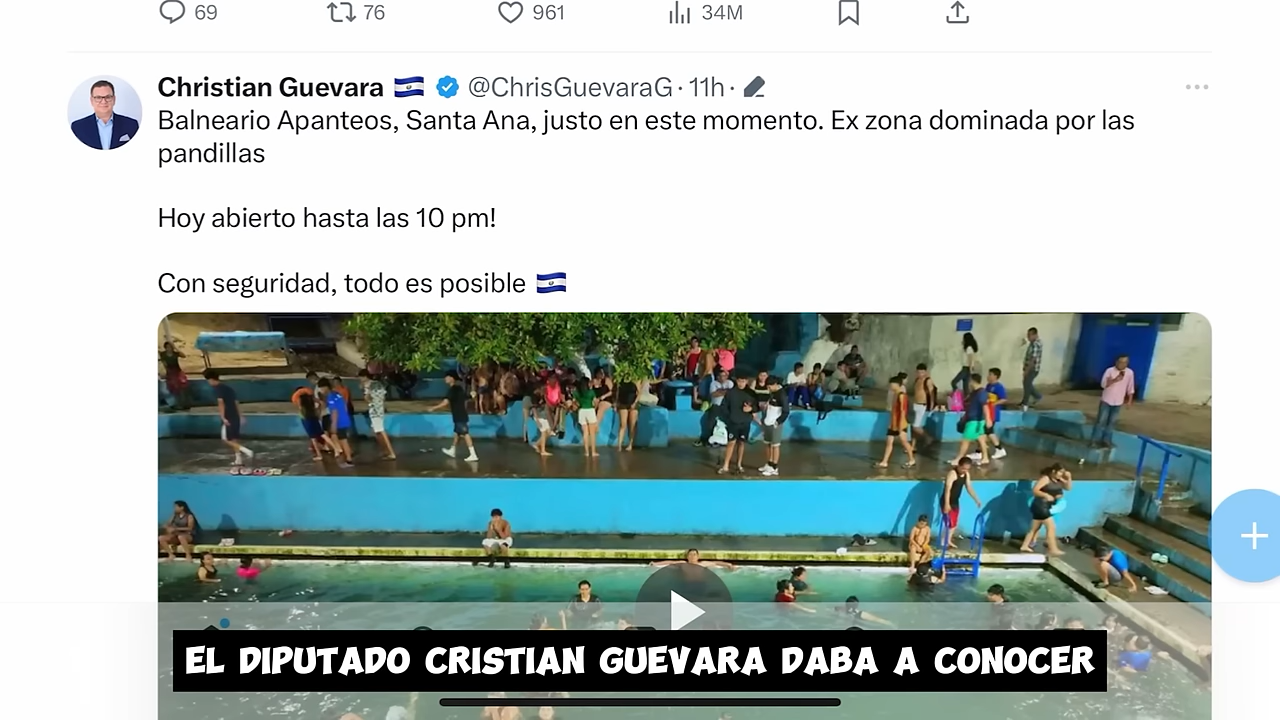 69 76 961 34M
Christian Guevara 🇸🇻 @ChrisGuevaraG · 11h ·
Balneario Apanteos, Santa Ana, justo en este momento. Ex zona dominada por las
pandillas
Hoy abierto hasta las 10 pm!
Con seguridad, todo es posible 🇸🇻
EL DIPUTADO CRISTIAN GUEVARA DABA A CONOCER